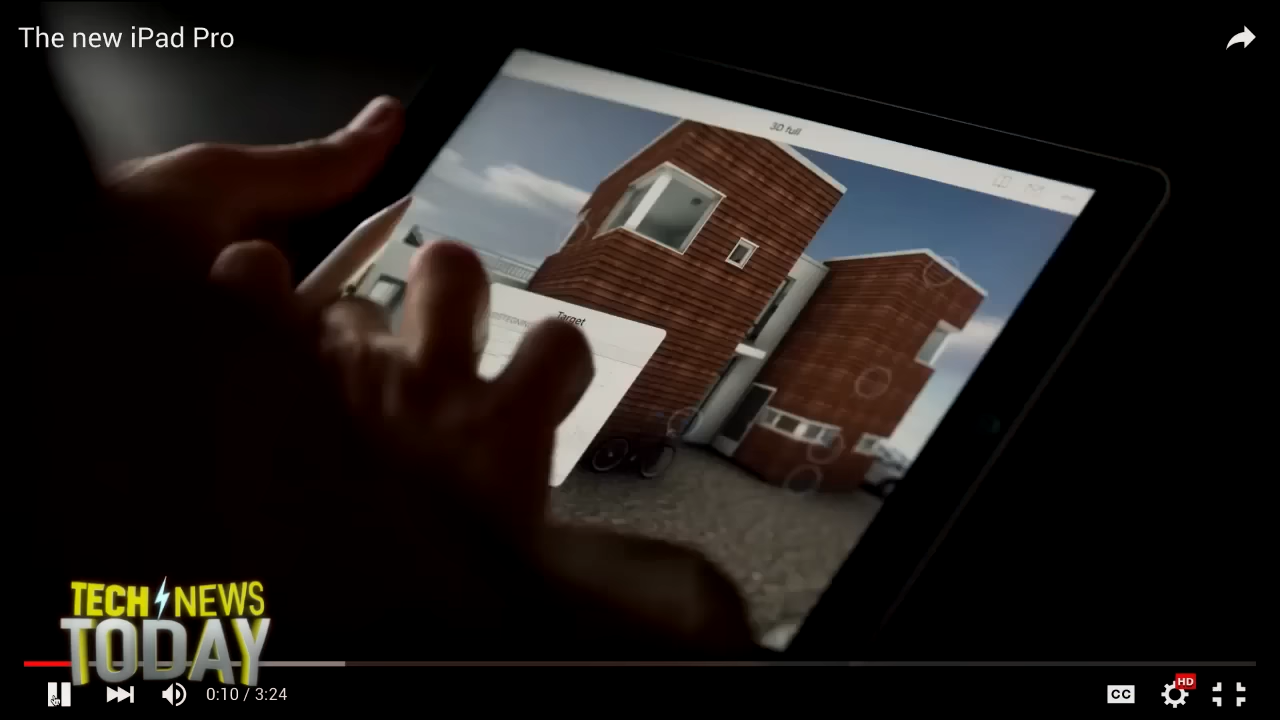 The new iPad Pro
3D full
Target
TECH NEWS
TODAY
0:10 / 3:24
CC
HD